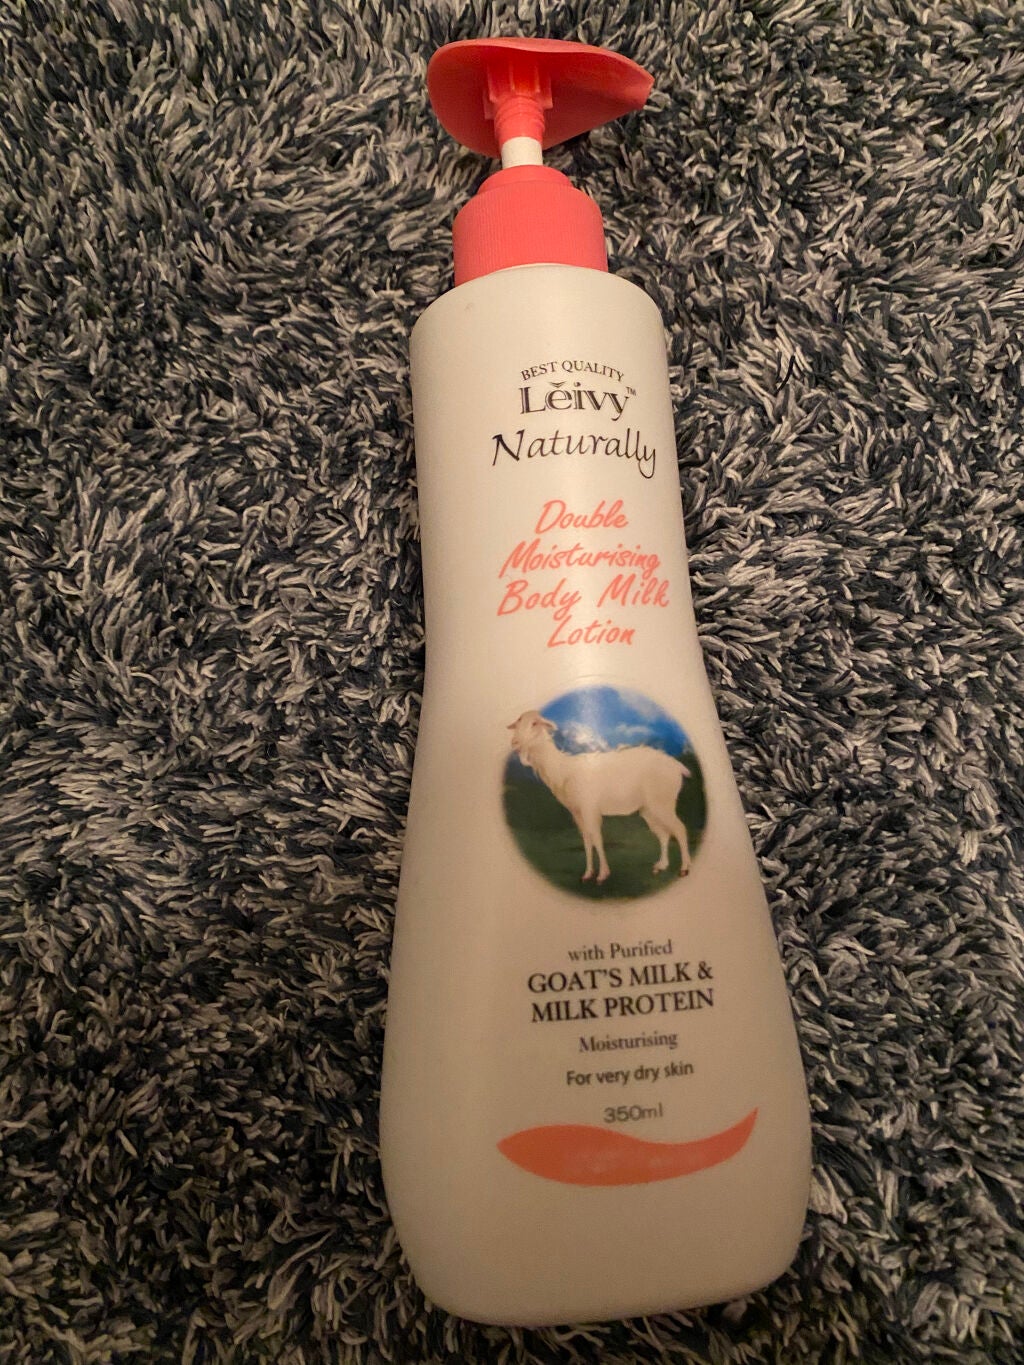 BEST QUALITY
Lěivy™
Naturally
Double
Moisturising
Body Milk
Lotion
with Purified
GOAT'S MILK &
MILK PROTEIN
Moisturising
For very dry skin
350ml